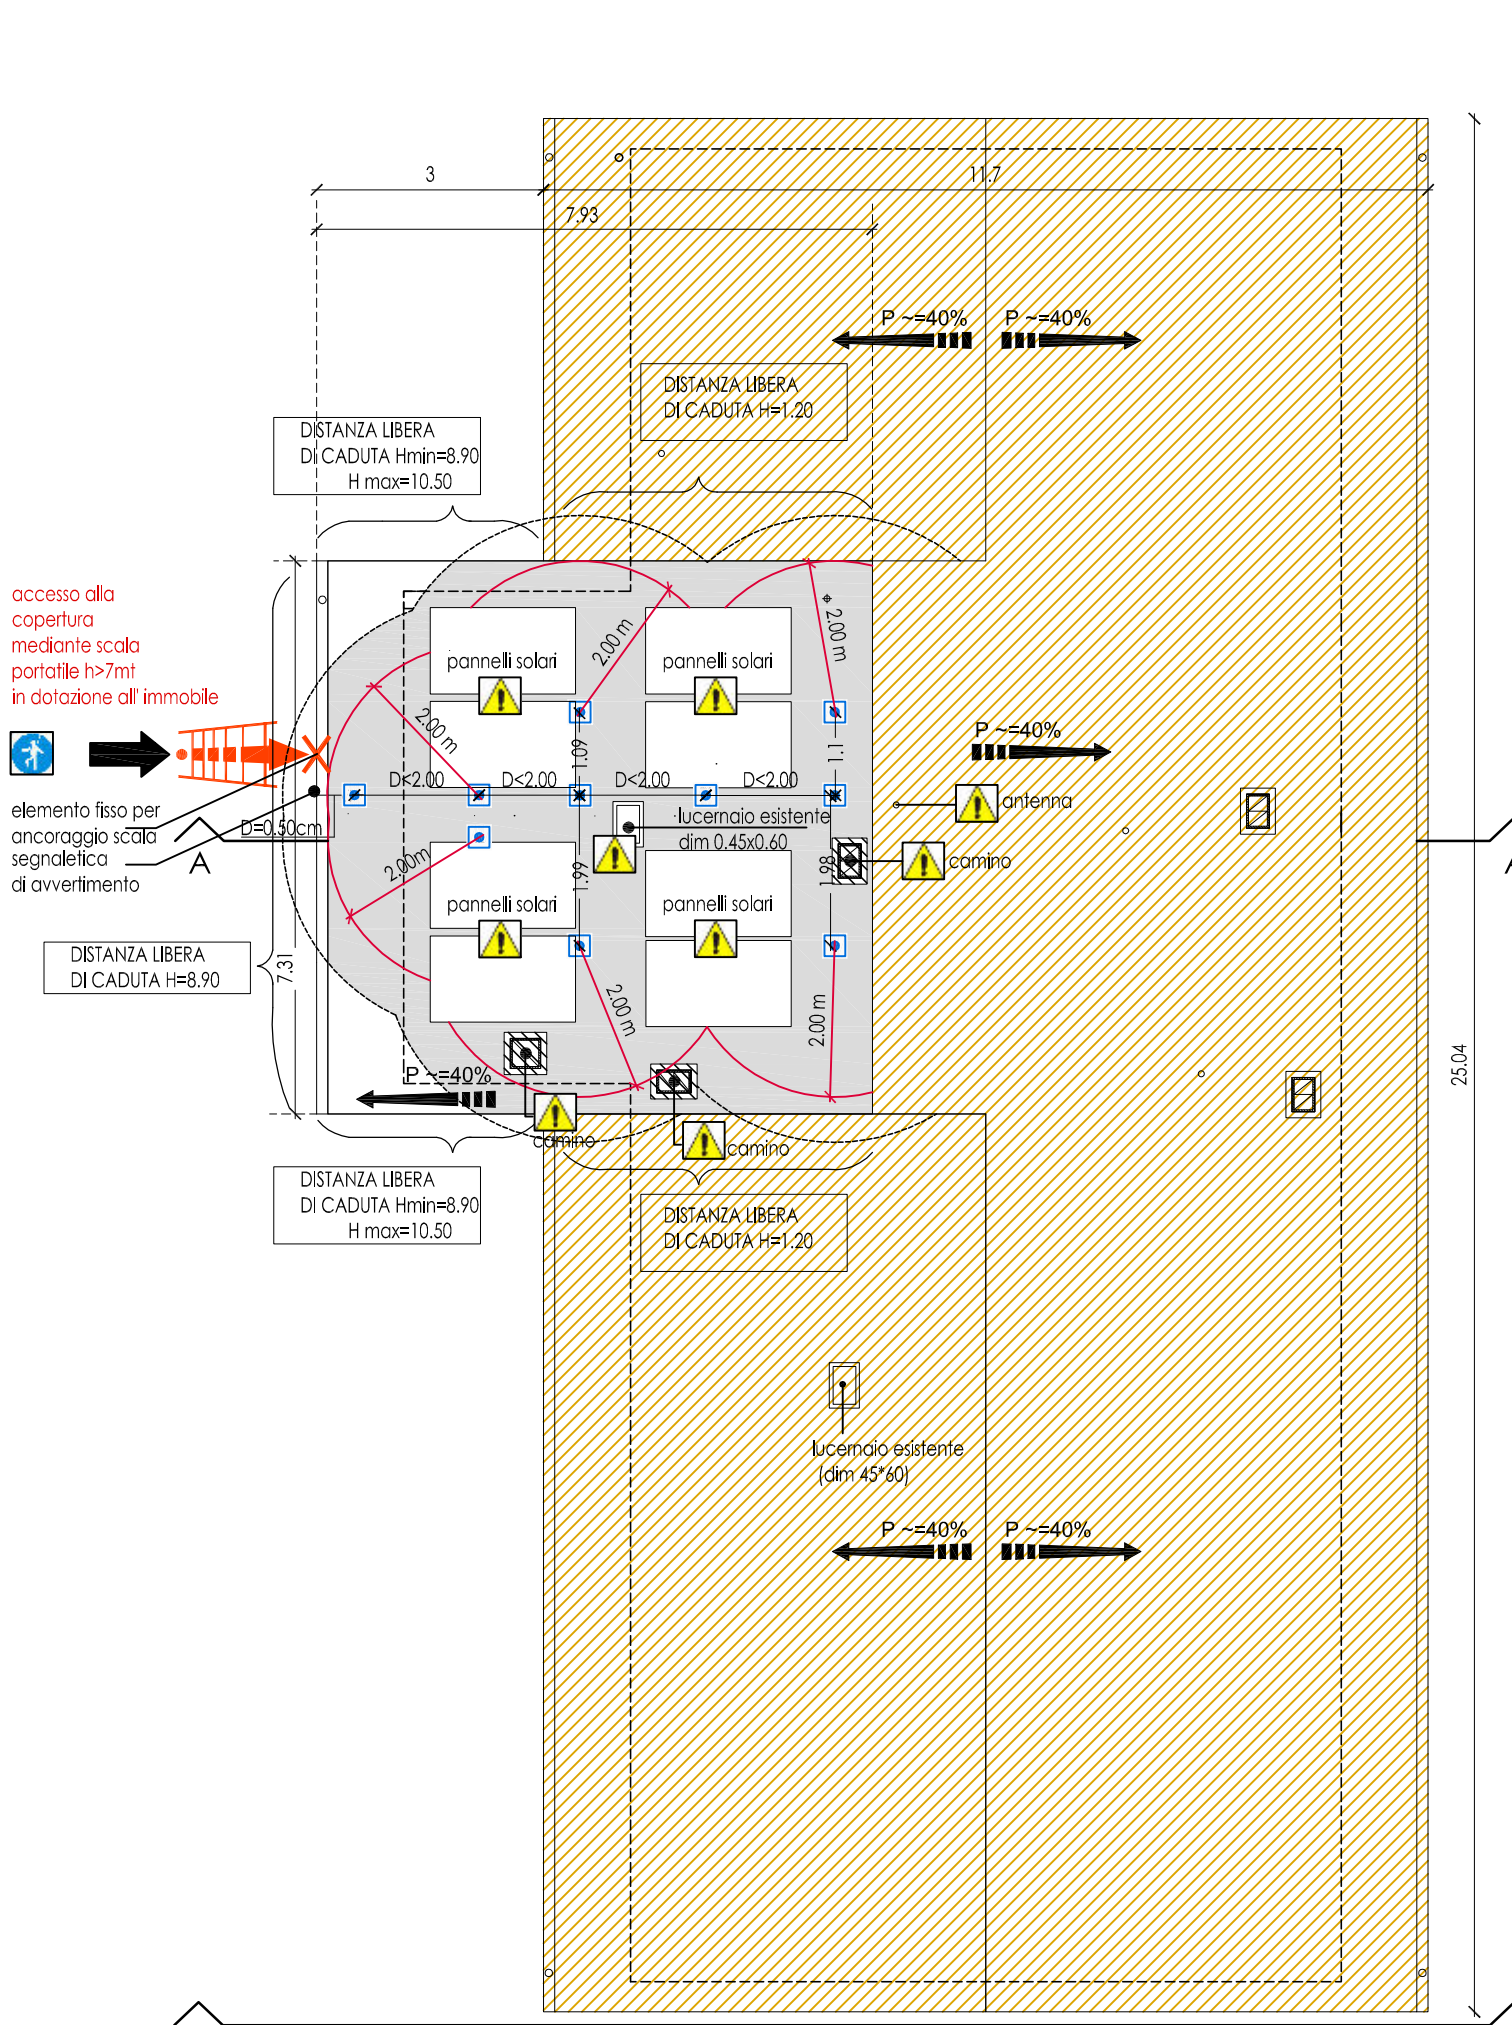 3
11.7
7.93
P ~=40%
P ~=40%
DISTANZA LIBERA
DI CADUTA H=1.20
DISTANZA LIBERA
DI CADUTA Hmin=8.90
H max=10.50
accesso alla
copertura
mediante scala
portatile h>7mt
in dotazione all' immobile
pannelli solari
pannelli solari
2.00 m
2.00 m
2.00 m
1.09
1.1
P ~=40%
D<2.00
D<2.00
D<2.00
D<2.00
elemento fisso per
ancoraggio scala
segnaletica
di avvertimento
A
D=0.50cm
lucernaio esistente
dim 0.45x0.60
antenna
camino
2.00m
1.99
1.98
pannelli solari
pannelli solari
DISTANZA LIBERA
DI CADUTA H=8.90
7.31
2.00 m
2.00 m
25.04
P ~=40%
camino
camino
DISTANZA LIBERA
DI CADUTA Hmin=8.90
H max=10.50
DISTANZA LIBERA
DI CADUTA H=1.20
lucernaio esistente
(dim 45*60)
P ~=40%
P ~=40%